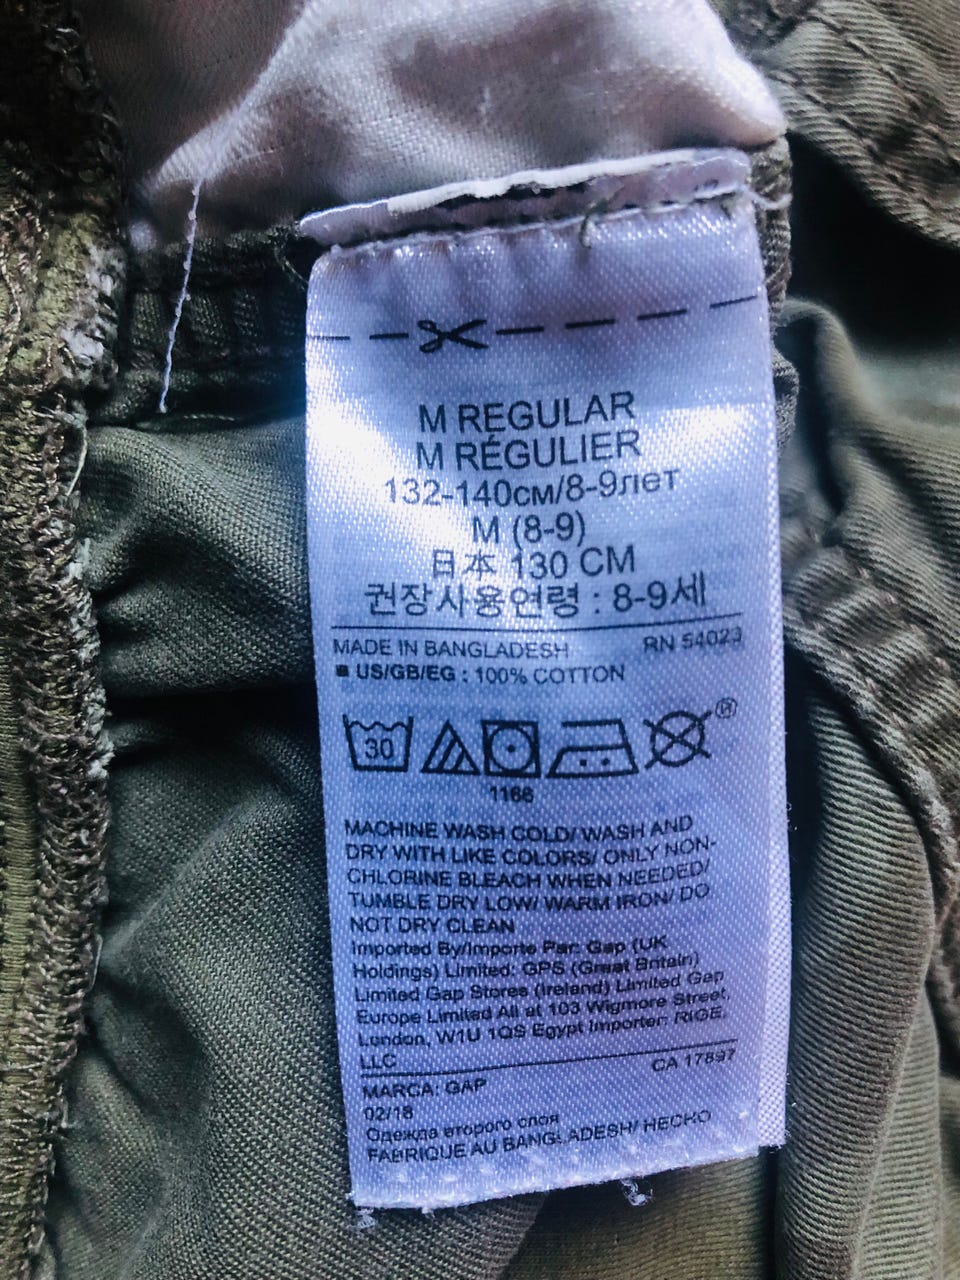 M REGULAR
M RÉGULIER
132-140см/8-9лет
M (8-9)
日本 130 CM
권장사용연령 : 8-9세
MADE IN BANGLADESH RN 54023
■ US/GB/EG : 100% COTTON
30
®
1166
MACHINE WASH COLD/ WASH AND
DRY WITH LIKE COLORS/ ONLY NON-
CHLORINE BLEACH WHEN NEEDED/
TUMBLE DRY LOW/ WARM IRON/ DO
NOT DRY CLEAN
Imported By/Importe Par: Gap (UK
Holdings) Limited: GPS (Great Britain)
Limited Gap Stores (Ireland) Limited Gap
Europe Limited All at 103 Wigmore Street,
London, W1U 1QS Egypt Importer: RIGE,
LLC
CA 17897
MARCA: GAP
02/18
Одежда второго слоя
FABRIQUE AU BANGLADESH/ HECHO